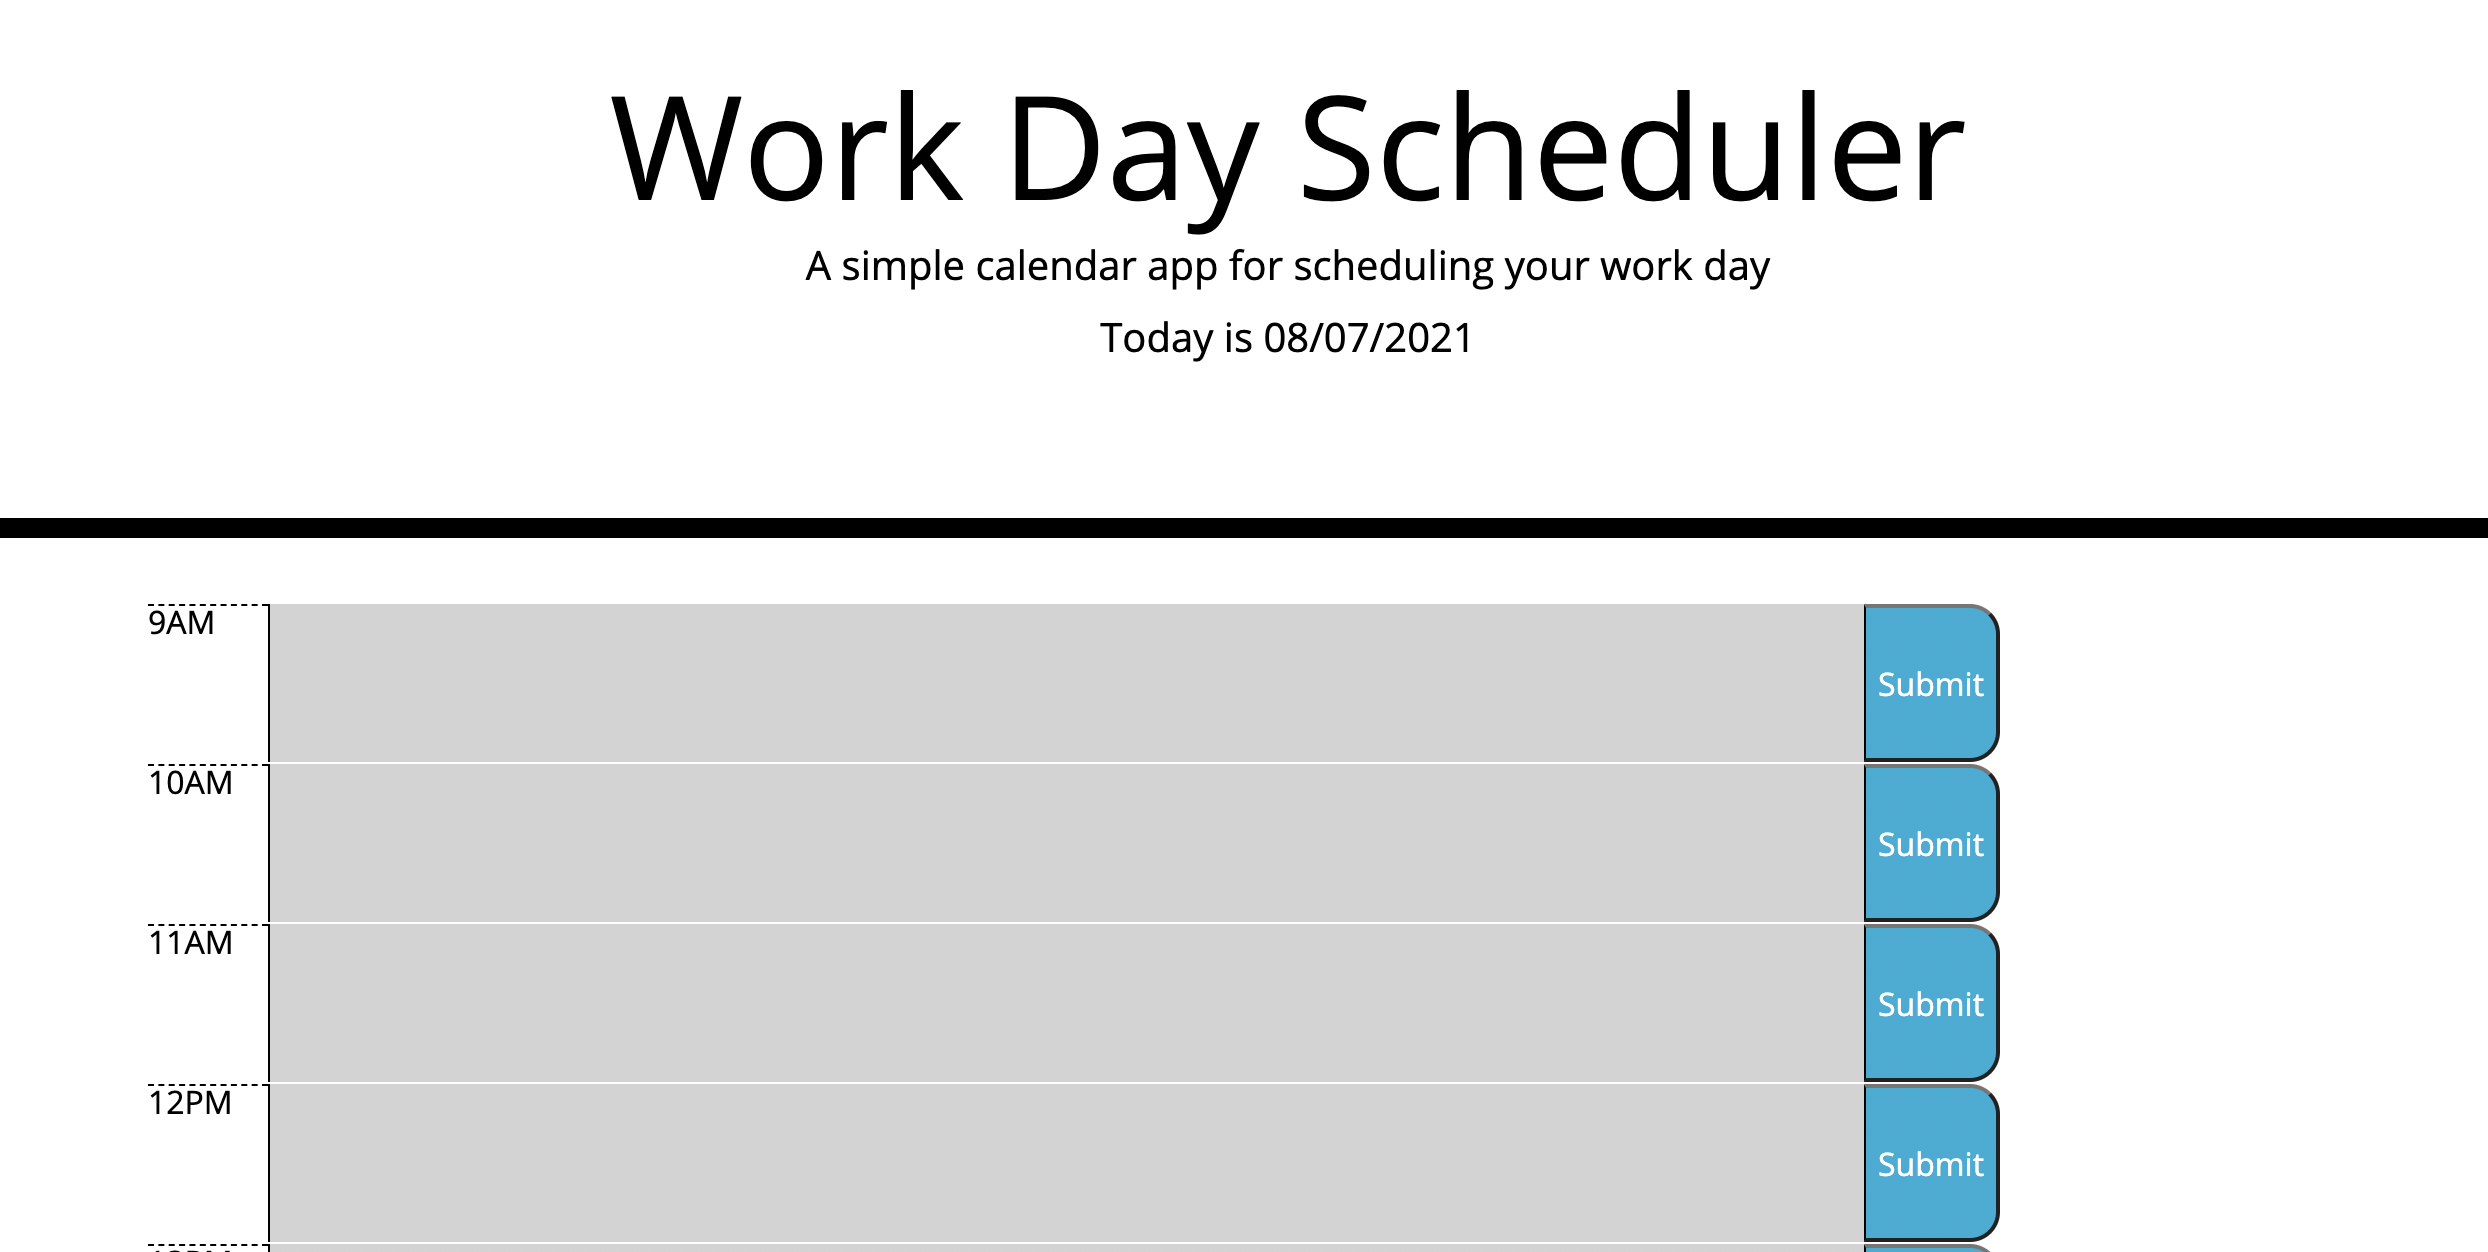 Work Day Scheduler
A simple calendar app for scheduling your work day
Today is 08/07/2021
9AM
Submit
10AM
Submit
11AM
Submit
12PM
Submit